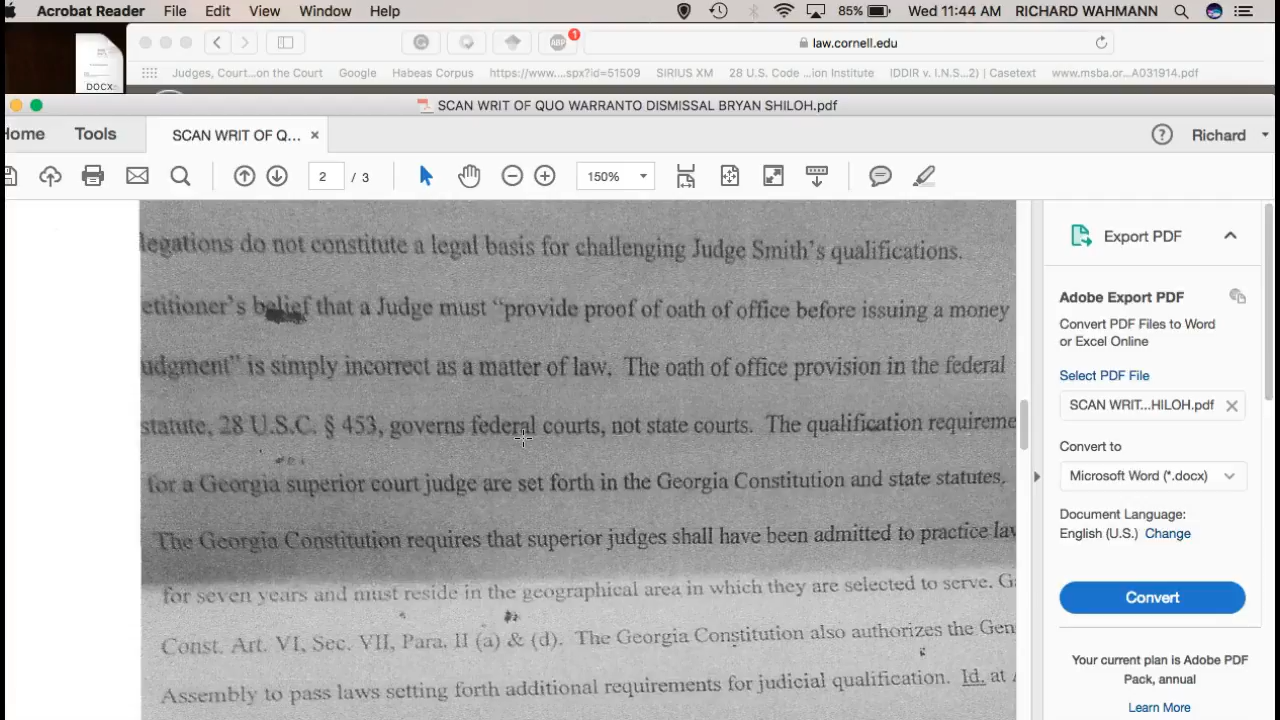 Acrobat Reader File Edit View Window Help 85% Wed 11:44 AM RICHARD WAHMANN
law.cornell.edu
ABP 1
DOCX
Judges, Court...on the Court Google Habeas Corpus https://www....spx?id=51509 SIRIUS XM 28 U.S. Code ...ion Institute IDDIR v. I.N.S...2) | Casetext www.msba.or...A031914.pdf
SCAN WRIT OF QUO WARRANTO DISMISSAL BRYAN SHILOH.pdf
Home Tools SCAN WRIT OF Q... × Richard
2 / 3 150%
legations do not constitute a legal basis for challenging Judge Smith's qualifications.
etitioner's belief that a Judge must "provide proof of oath of office before issuing a money
udgment" is simply incorrect as a matter of law. The oath of office provision in the federal
statute, 28 U.S.C. § 453, governs federal courts, not state courts. The qualification requireme
for a Georgia superior court judge are set forth in the Georgia Constitution and state statutes.
The Georgia Constitution requires that superior judges shall have been admitted to practice law
for seven years and must reside in the geographical area in which they are selected to serve. Ga
Const. Art. VI, Sec. VII, Para. II (a) & (d). The Georgia Constitution also authorizes the Gen
Assembly to pass laws setting forth additional requirements for judicial qualification. Id. at
Export PDF
Adobe Export PDF
Convert PDF Files to Word
or Excel Online
Select PDF File
SCAN WRIT...HILOH.pdf
Convert to
Microsoft Word (*.docx)
Document Language:
English (U.S.) Change
Convert
Your current plan is Adobe PDF
Pack, annual
Learn More